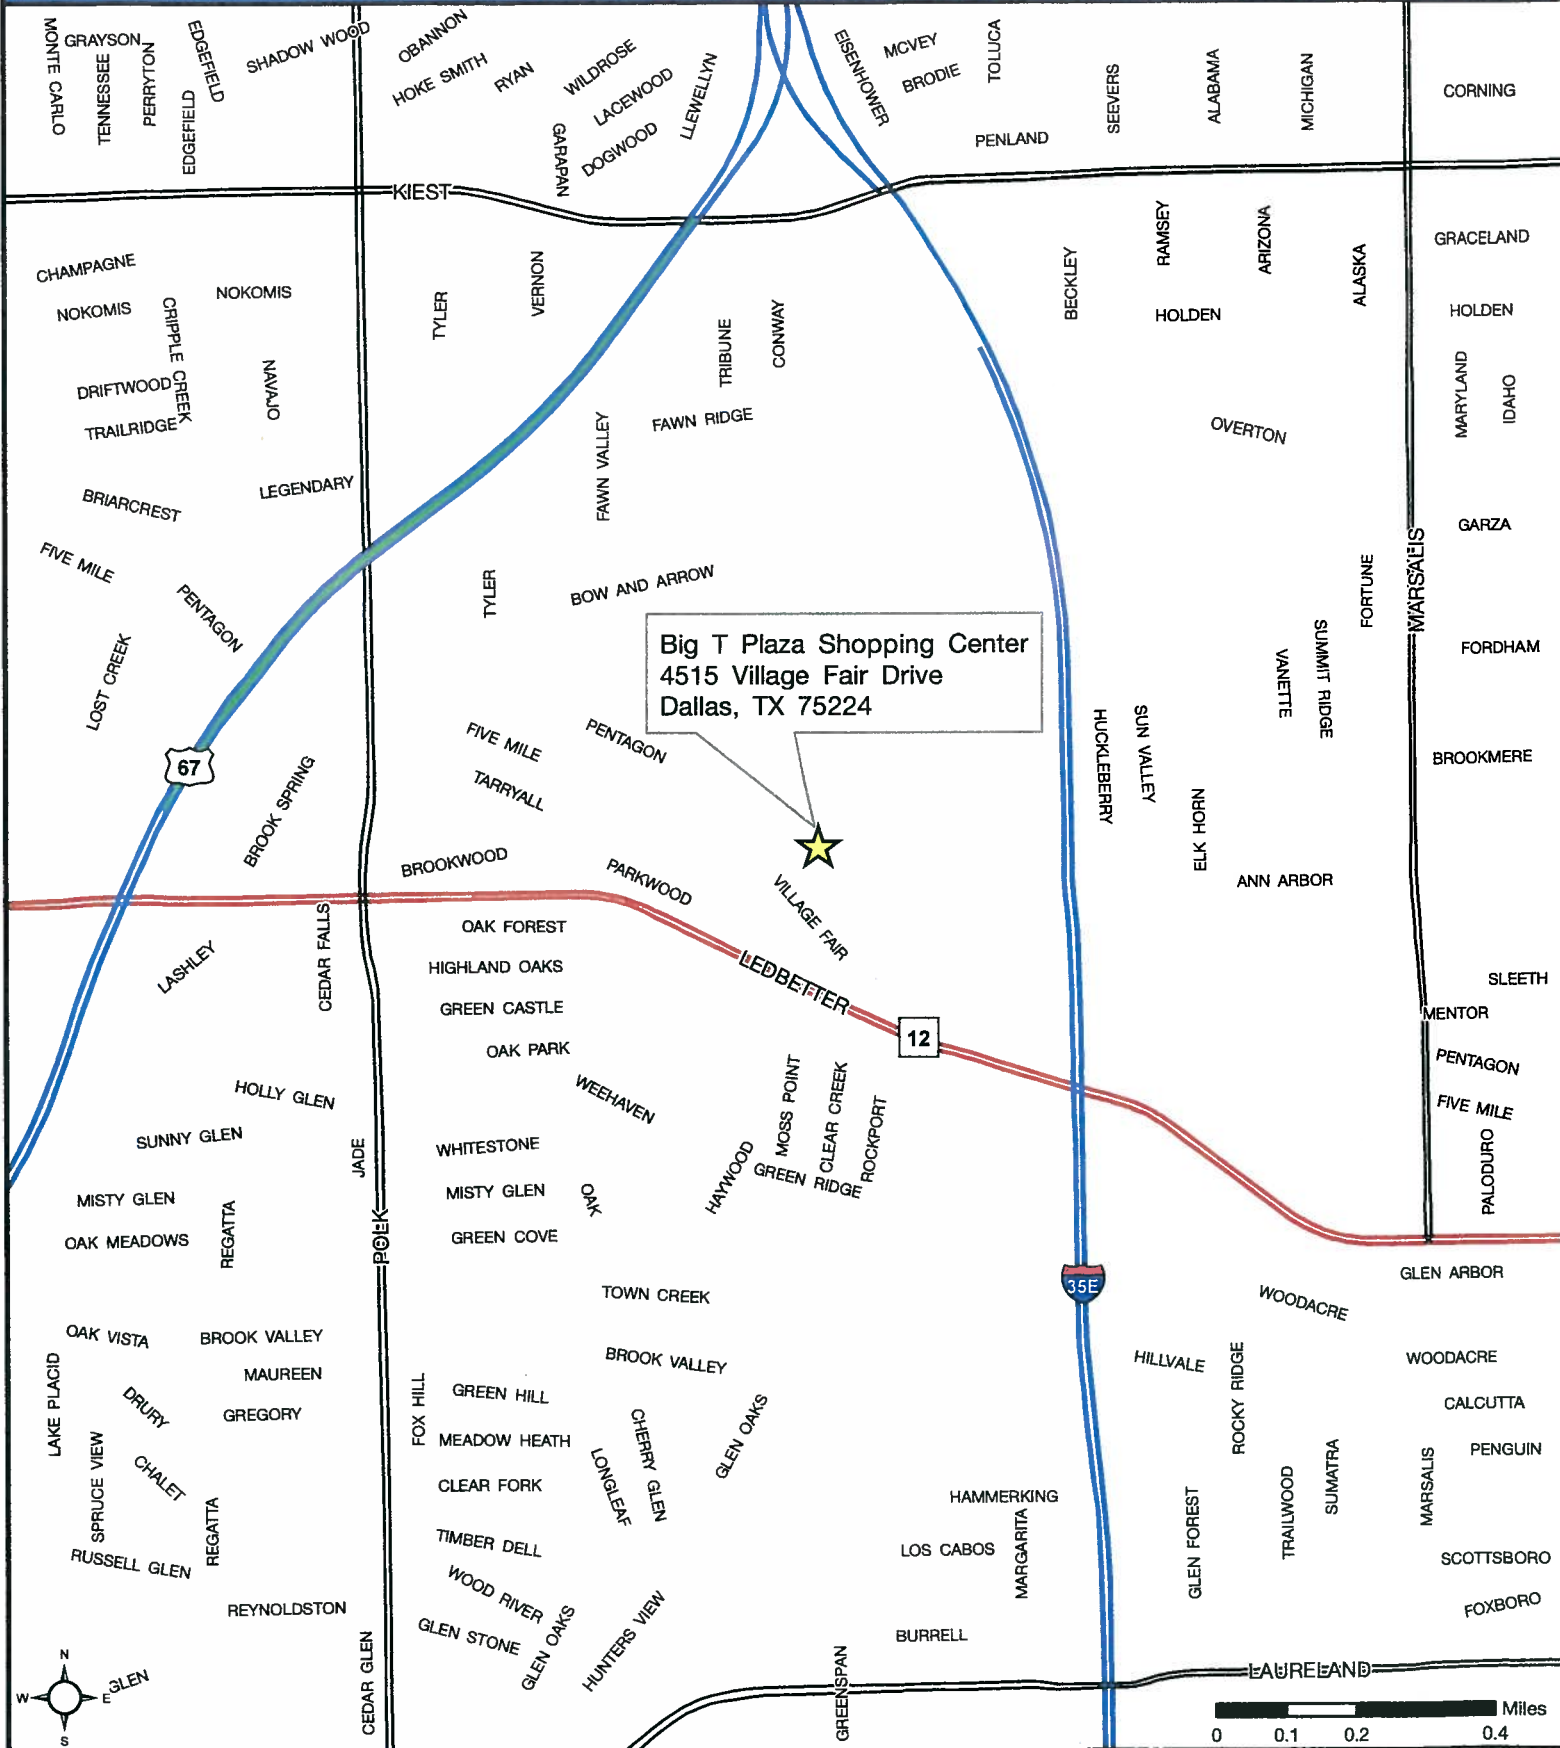 MONTE CARLO
GRAYSON
TENNESSEE
PERRYTON
EDGEFIELD
EDGEFIELD
SHADOW WOOD
OBANNON
HOKE SMITH
RYAN
WILDROSE
LACEWOOD
DOGWOOD
GARAPAN
LLEWELLYN
EISENHOWER
MCVEY
BRODIE
TOLUCA
PENLAND
SEEVERS
ALABAMA
MICHIGAN
CORNING
KIEST
CHAMPAGNE
NOKOMIS
NOKOMIS
CRIPPLE CREEK
DRIFTWOOD
NAVAJO
TRAILRIDGE
TYLER
VERNON
TRIBUNE
CONWAY
BECKLEY
RAMSEY
ARIZONA
ALASKA
HOLDEN
GRACELAND
HOLDEN
MARYLAND
IDAHO
FAWN VALLEY
FAWN RIDGE
OVERTON
BRIARCREST
LEGENDARY
FIVE MILE
PENTAGON
LOST CREEK
TYLER
BOW AND ARROW
GARZA
MARSALIS
FORTUNE
FORDHAM
SUMMIT RIDGE
VANETTE
Big T Plaza Shopping Center
4515 Village Fair Drive
Dallas, TX 75224
FIVE MILE
PENTAGON
TARRYALL
HUCKLEBERRY
SUN VALLEY
BROOKMERE
67
BROOK SPRING
ELK HORN
BROOKWOOD
PARKWOOD
VILLAGE FAIR
ANN ARBOR
OAK FOREST
LASHLEY
CEDAR FALLS
HIGHLAND OAKS
LEDBETTER
SLEETH
GREEN CASTLE
MENTOR
12
OAK PARK
PENTAGON
HOLLY GLEN
WEEHAVEN
MOSS POINT
CLEAR CREEK
ROCKPORT
FIVE MILE
SUNNY GLEN
JADE
WHITESTONE
HAYWOOD
GREEN RIDGE
PALODURO
MISTY GLEN
MISTY GLEN
OAK
REGATTA
OAK MEADOWS
POLK
GREEN COVE
35E
GLEN ARBOR
TOWN CREEK
WOODACRE
OAK VISTA
BROOK VALLEY
BROOK VALLEY
HILLVALE
ROCKY RIDGE
WOODACRE
LAKE PLACID
MAUREEN
DRURY
GREGORY
FOX HILL
GREEN HILL
CALCUTTA
MEADOW HEATH
CHERRY GLEN
GLEN OAKS
PENGUIN
SPRUCE VIEW
CHALET
CLEAR FORK
LONGLEAF
HAMMERKING
SUMATRA
MARSALIS
TRAILWOOD
REGATTA
TIMBER DELL
LOS CABOS
MARGARITA
GLEN FOREST
SCOTTSBORO
RUSSELL GLEN
WOOD RIVER
FOXBORO
REYNOLDSTON
GLEN STONE
GLEN OAKS
HUNTERS VIEW
BURRELL
CEDAR GLEN
GREENSPAN
LAURELAND
N
W
E
S
GLEN
Miles
0 0.1 0.2 0.4